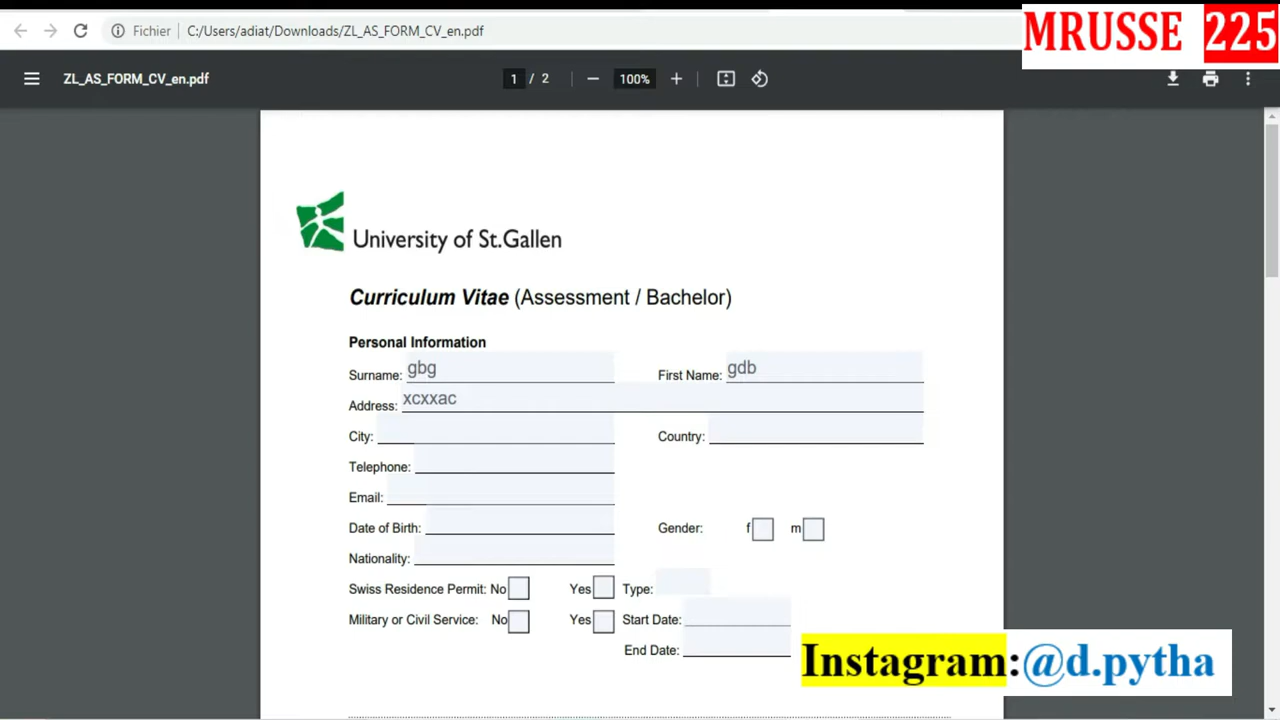 Fichier C:/Users/adiat/Downloads/ZL_AS_FORM_CV_en.pdf
MRUSSE 225
ZL_AS_FORM_CV_en.pdf 1 / 2 100%
University of St.Gallen
Curriculum Vitae (Assessment / Bachelor)
Personal Information
Surname: gbg First Name: gdb
Address: xcxxac
City: Country:
Telephone:
Email:
Date of Birth: Gender: f m
Nationality:
Swiss Residence Permit: No Yes Type:
Military or Civil Service: No Yes Start Date:
End Date:
Instagram:@d.pytha